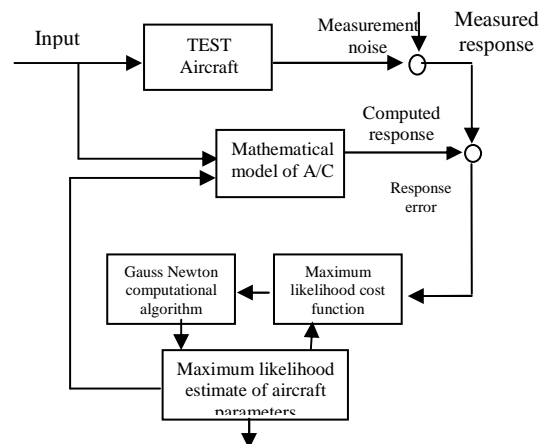 Input
TEST
Aircraft
Measurement
noise
Measured
response
Mathematical
model of A/C
Computed
response
Response
error
Gauss Newton
computational
algorithm
Maximum
likelihood cost
function
Maximum likelihood
estimate of aircraft
parameters